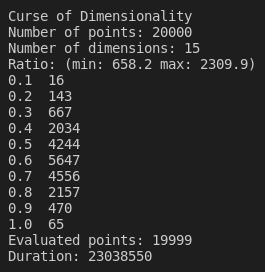 Curse of Dimensionality
Number of points: 20000
Number of dimensions: 15
Ratio: (min: 658.2 max: 2309.9)
0.1  16
0.2  143
0.3  667
0.4  2034
0.5  4244
0.6  5647
0.7  4556
0.8  2157
0.9  470
1.0  65
Evaluated points: 19999
Duration: 23038550